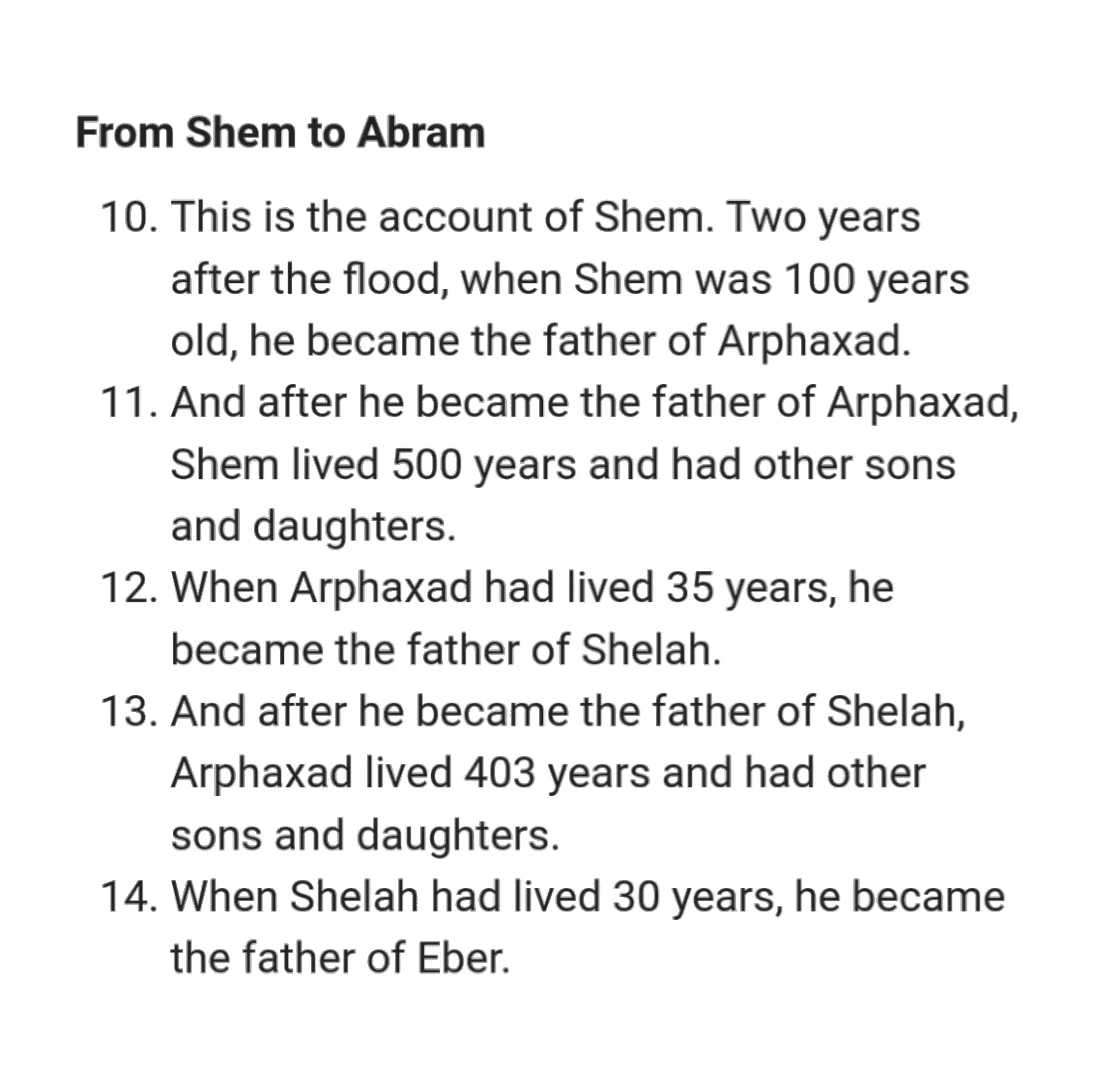 From Shem to Abram
10. This is the account of Shem. Two years
after the flood, when Shem was 100 years
old, he became the father of Arphaxad.
11. And after he became the father of Arphaxad,
Shem lived 500 years and had other sons
and daughters.
12. When Arphaxad had lived 35 years, he
became the father of Shelah.
13. And after he became the father of Shelah,
Arphaxad lived 403 years and had other
sons and daughters.
14. When Shelah had lived 30 years, he became
the father of Eber.